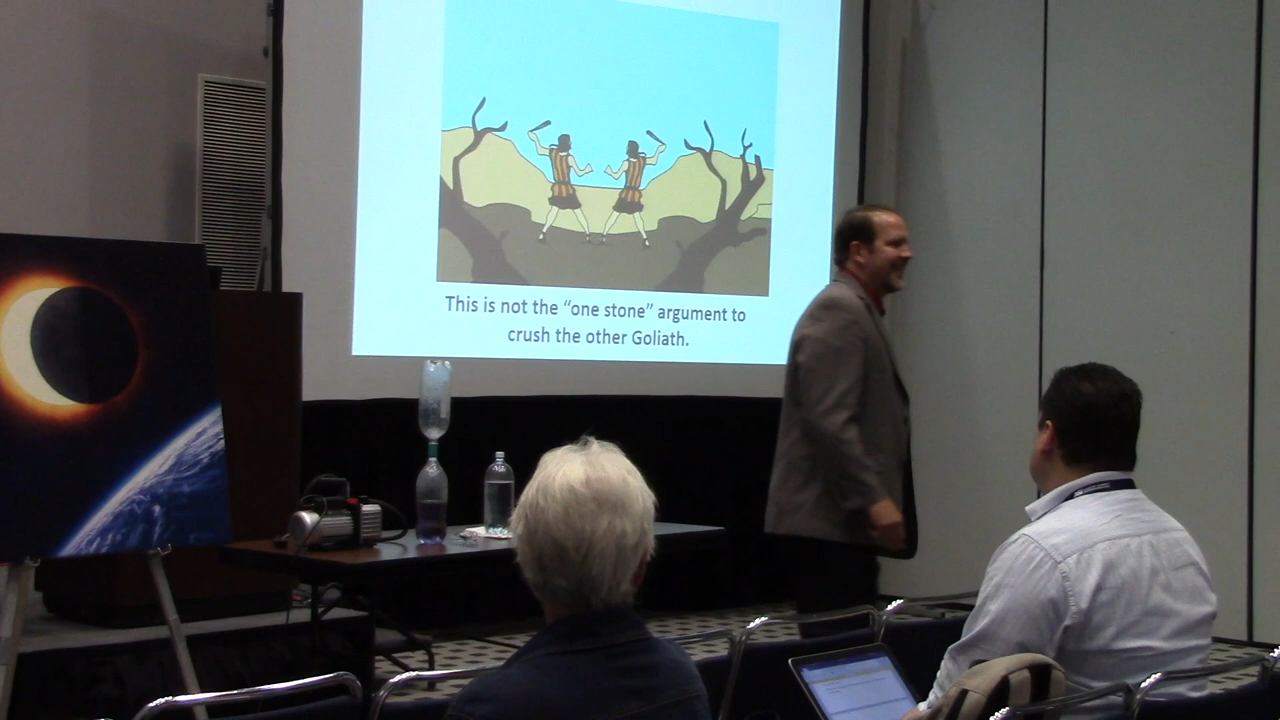 This is not the “one stone” argument to
crush the other Goliath.